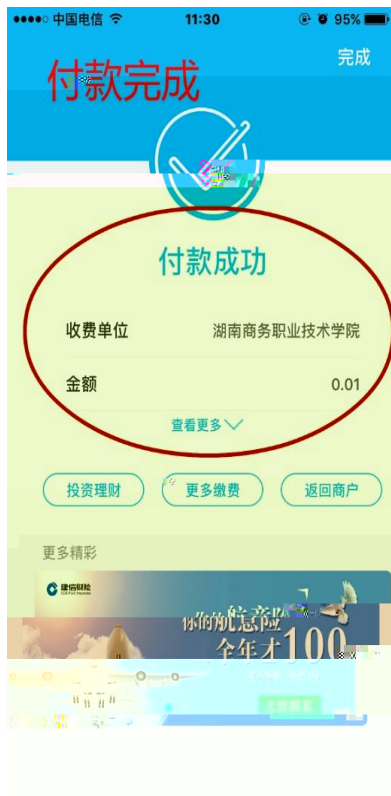 中国电信 11:30 95%
完成
付款完成
付款成功
收费单位 湖南商务职业技术学院
金额 0.01
查看更多
投资理财 更多缴费 返回商户
更多精彩
建信财险
你的航意险
全年才100